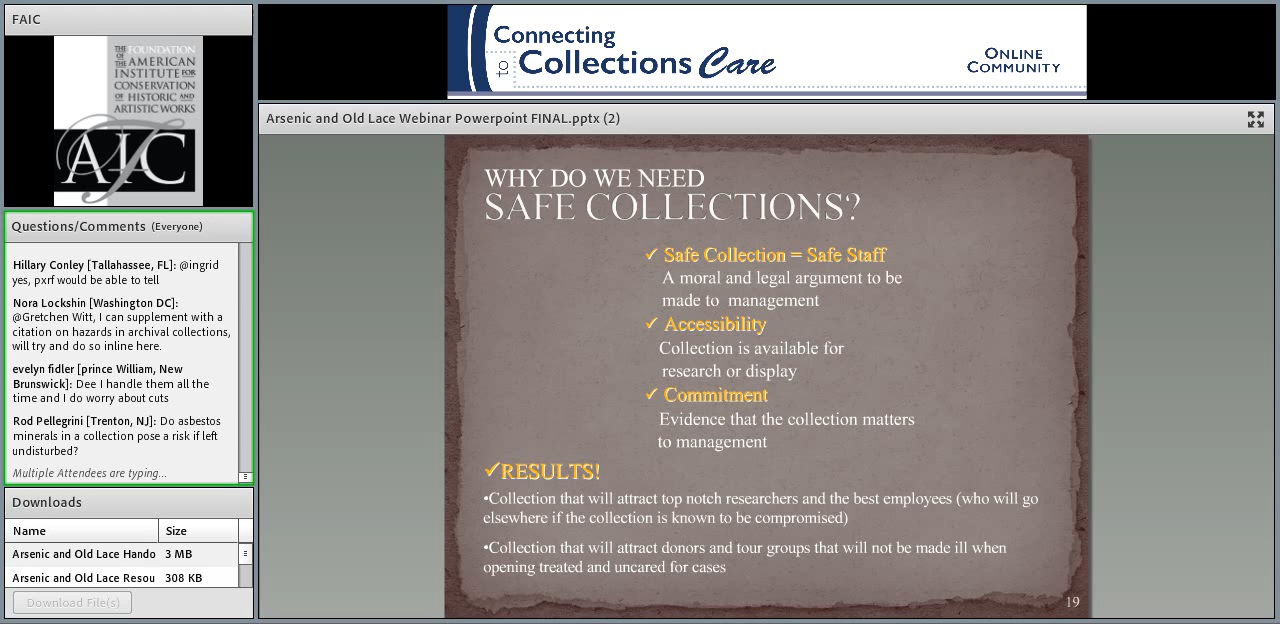 FAIC
THE FOUNDATION
OF THE AMERICAN
INSTITUTE FOR
CONSERVATION
OF HISTORIC AND
ARTISTIC WORKS
AIC
Connecting
to Collections Care
ONLINE
COMMUNITY
Questions/Comments (Everyone)
Hillary Conley [Tallahassee, FL]: @ingrid
yes, pxrf would be able to tell
Nora Lockshin [Washington DC]:
@Gretchen Witt, I can supplement with a
citation on hazards in archival collections,
will try and do so inline here.
evelyn fidler [prince William, New
Brunswick]: Dee I handle them all the
time and I do worry about cuts
Rod Pellegrini [Trenton, NJ]: Do asbestos
minerals in a collection pose a risk if left
undisturbed?
Multiple Attendees are typing...
Downloads
Name Size
Arsenic and Old Lace Hando 3 MB
Arsenic and Old Lace Resou 308 KB
Download File(s)
Arsenic and Old Lace Webinar Powerpoint FINAL.pptx (2)
WHY DO WE NEED
SAFE COLLECTIONS?
✓ Safe Collection = Safe Staff
A moral and legal argument to be
made to management
✓ Accessibility
Collection is available for
research or display
✓ Commitment
Evidence that the collection matters
to management
✓RESULTS!
•Collection that will attract top notch researchers and the best employees (who will go
elsewhere if the collection is known to be compromised)
•Collection that will attract donors and tour groups that will not be made ill when
opening treated and uncared for cases
19